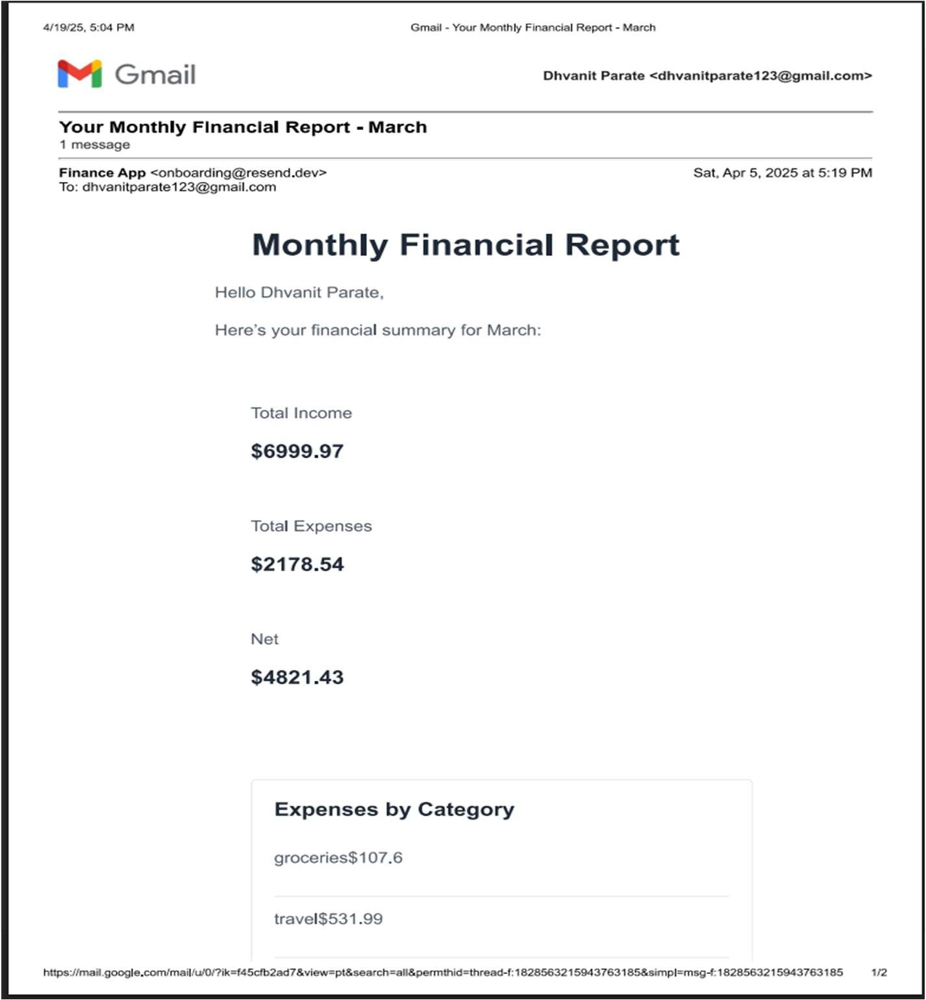 4/19/25, 5:04 PM
Gmail - Your Monthly Financial Report - March
Gmail
Dhvanit Parate <dhvanitparate123@gmail.com>
Your Monthly Financial Report - March
1 message
Finance App <onboarding@resend.dev>
Sat, Apr 5, 2025 at 5:19 PM
To: dhvanitparate123@gmail.com
Monthly Financial Report
Hello Dhvanit Parate,
Here’s your financial summary for March:
Total Income
$6999.97
Total Expenses
$2178.54
Net
$4821.43
Expenses by Category
groceries$107.6
travel$531.99
https://mail.google.com/mail/u/0/?ik=f45cfb2ad7&view=pt&search=all&permthid=thread-f:1828563215943763185&simpl=msg-f:1828563215943763185
1/2